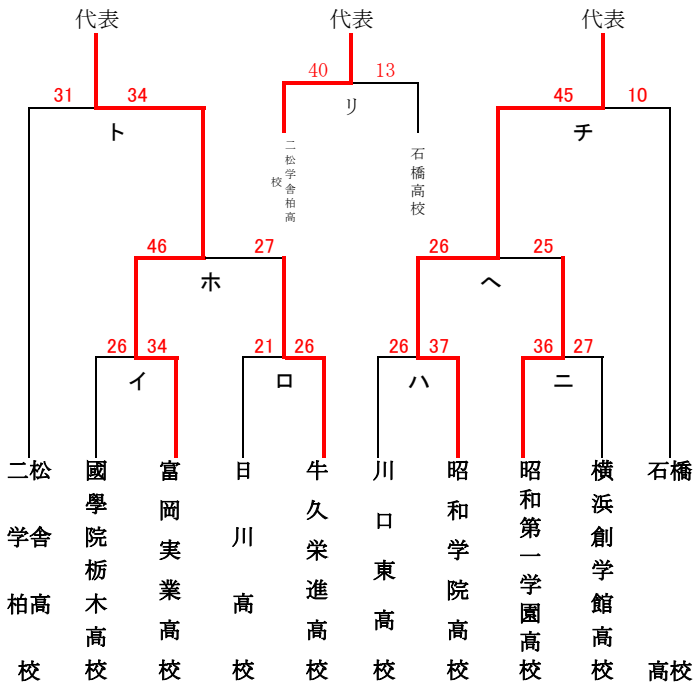 代表
代表
代表
31 34
40 13
45 10
ト
リ
チ
二松学舎柏高校
石橋高校
46 27
26 25
ホ
ヘ
26 34
21 26
26 37
36 27
イ
ロ
ハ
ニ
二松学舎柏高校
國學院栃木高校
富岡実業高校
日川高校
牛久栄進高校
川口東高校
昭和学院高校
昭和第一学園高校
横浜創学館高校
石橋高校